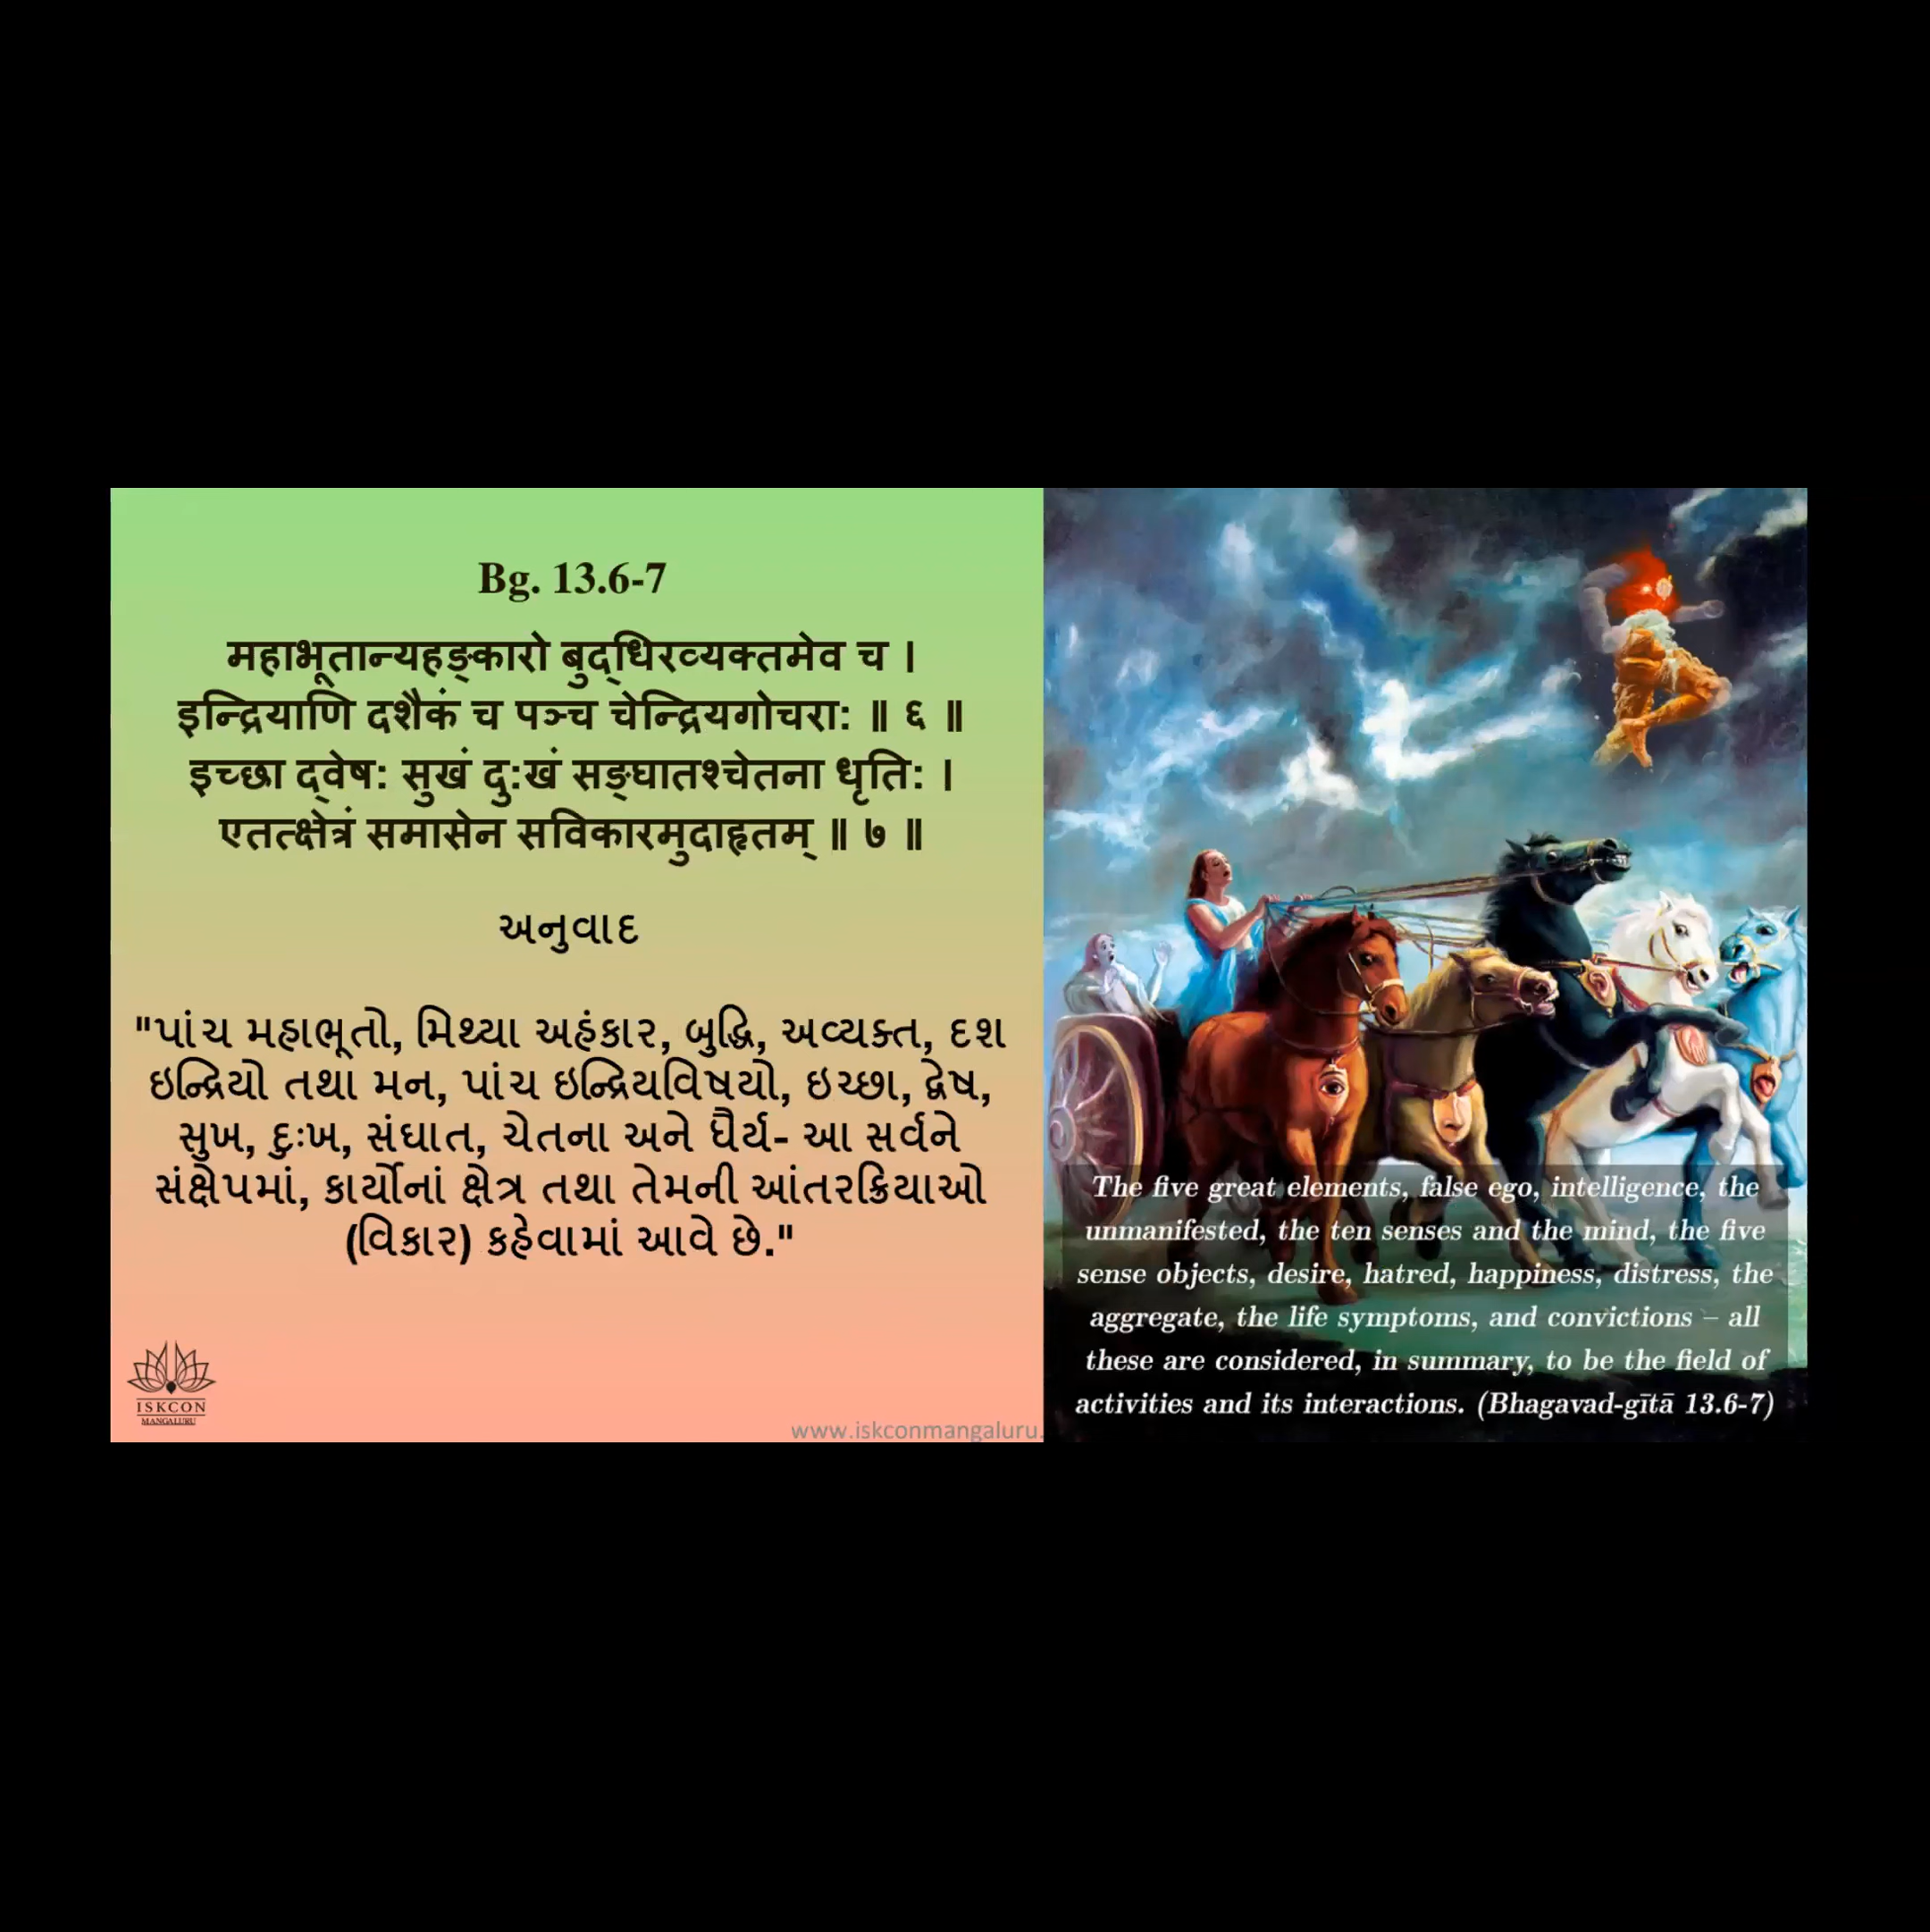 Bg. 13.6-7
महाभूतान्यहङ्कारो बुद्धिरव्यक्तमेव च ।
इन्द्रियाणि दशैकं च पञ्च चेन्द्रियगोचराः ॥ ६ ॥
इच्छा द्वेषः सुखं दुःखं सङ्घातश्चेतना धृतिः ।
एतत्क्षेत्रं समासेन सविकारमुदाहृतम् ॥ ७ ॥
અનુવાદ
"પાંચ મહાભૂતો, મિથ્યા અહંકાર, બુદ્ધિ, અવ્યક્ત, દશ
ઇન્દ્રિયો તથા મન, પાંચ ઇન્દ્રિયવિષયો, ઇચ્છા, દ્વેષ,
સુખ, દુઃખ, સંઘાત, ચેતના અને ધૈર્ય- આ સર્વને
સંક્ષેપમાં, કાર્યોનાં ક્ષેત્ર તથા તેમની આંતરક્રિયાઓ
(વિકાર) કહેવામાં આવે છે."
ISKCON
MANGALURU
www.iskconmangaluru.
The five great elements, false ego, intelligence, the
unmanifested, the ten senses and the mind, the five
sense objects, desire, hatred, happiness, distress, the
aggregate, the life symptoms, and convictions – all
these are considered, in summary, to be the field of
activities and its interactions. (Bhagavad-gītā 13.6-7)